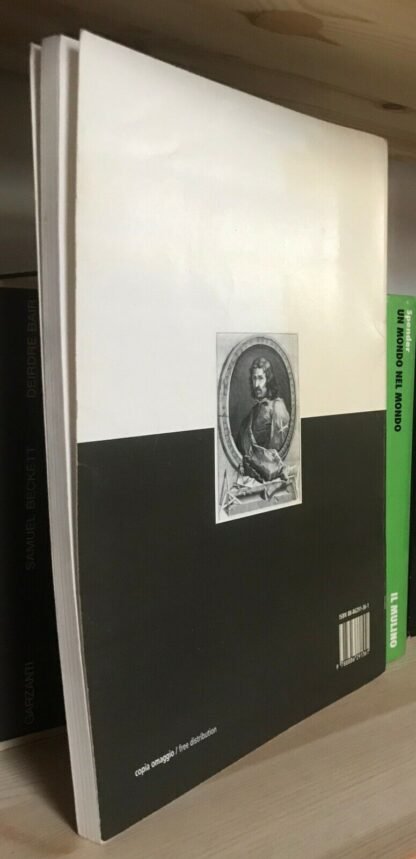 DEIRDRE BAIR
SAMUEL BECKETT
GARZANTI
copia omaggio / free distribution
Spender
UN MONDO NEL MONDO
IL MULINO